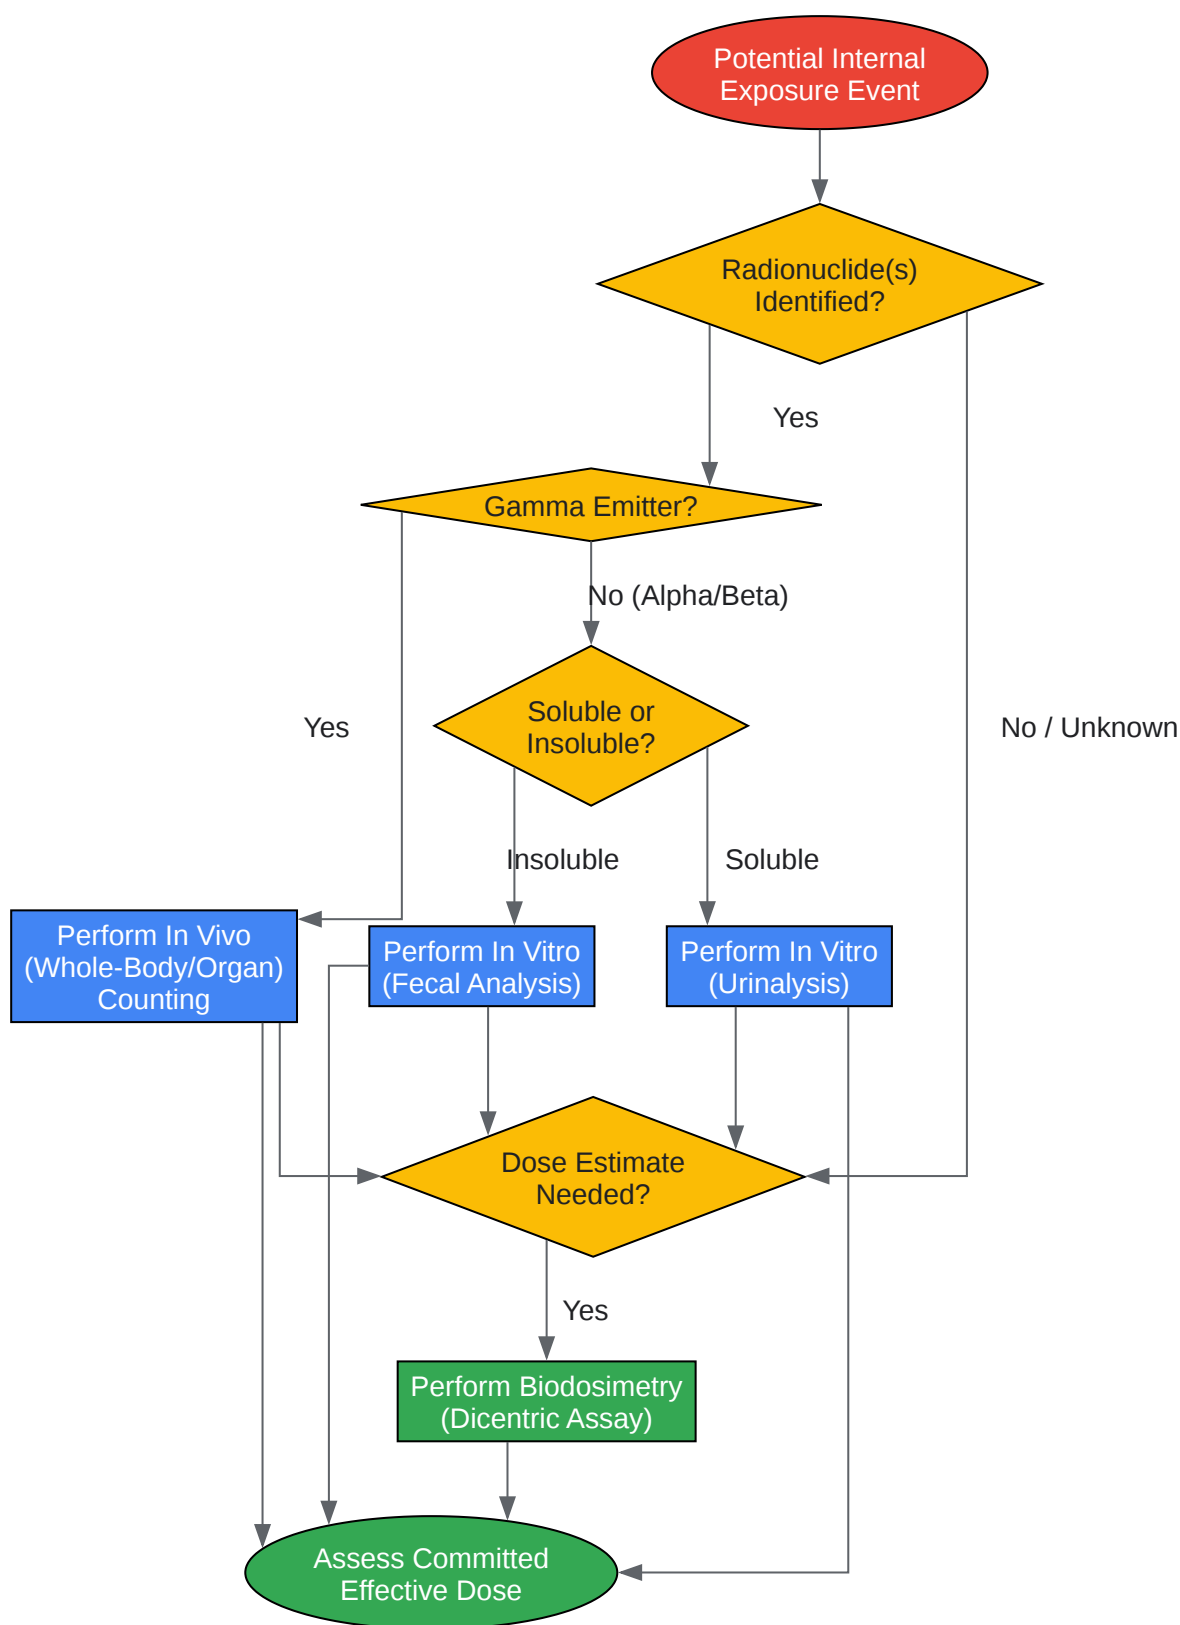 Potential Internal
Exposure Event
Radionuclide(s)
Identified?
Yes
Gamma Emitter?
No (Alpha/Beta)
Soluble or
Insoluble?
Yes
No / Unknown
Insoluble
Soluble
Perform In Vivo
(Whole-Body/Organ)
Counting
Perform In Vitro
(Fecal Analysis)
Perform In Vitro
(Urinalysis)
Dose Estimate
Needed?
Yes
Perform Biodosimetry
(Dicentric Assay)
Assess Committed
Effective Dose